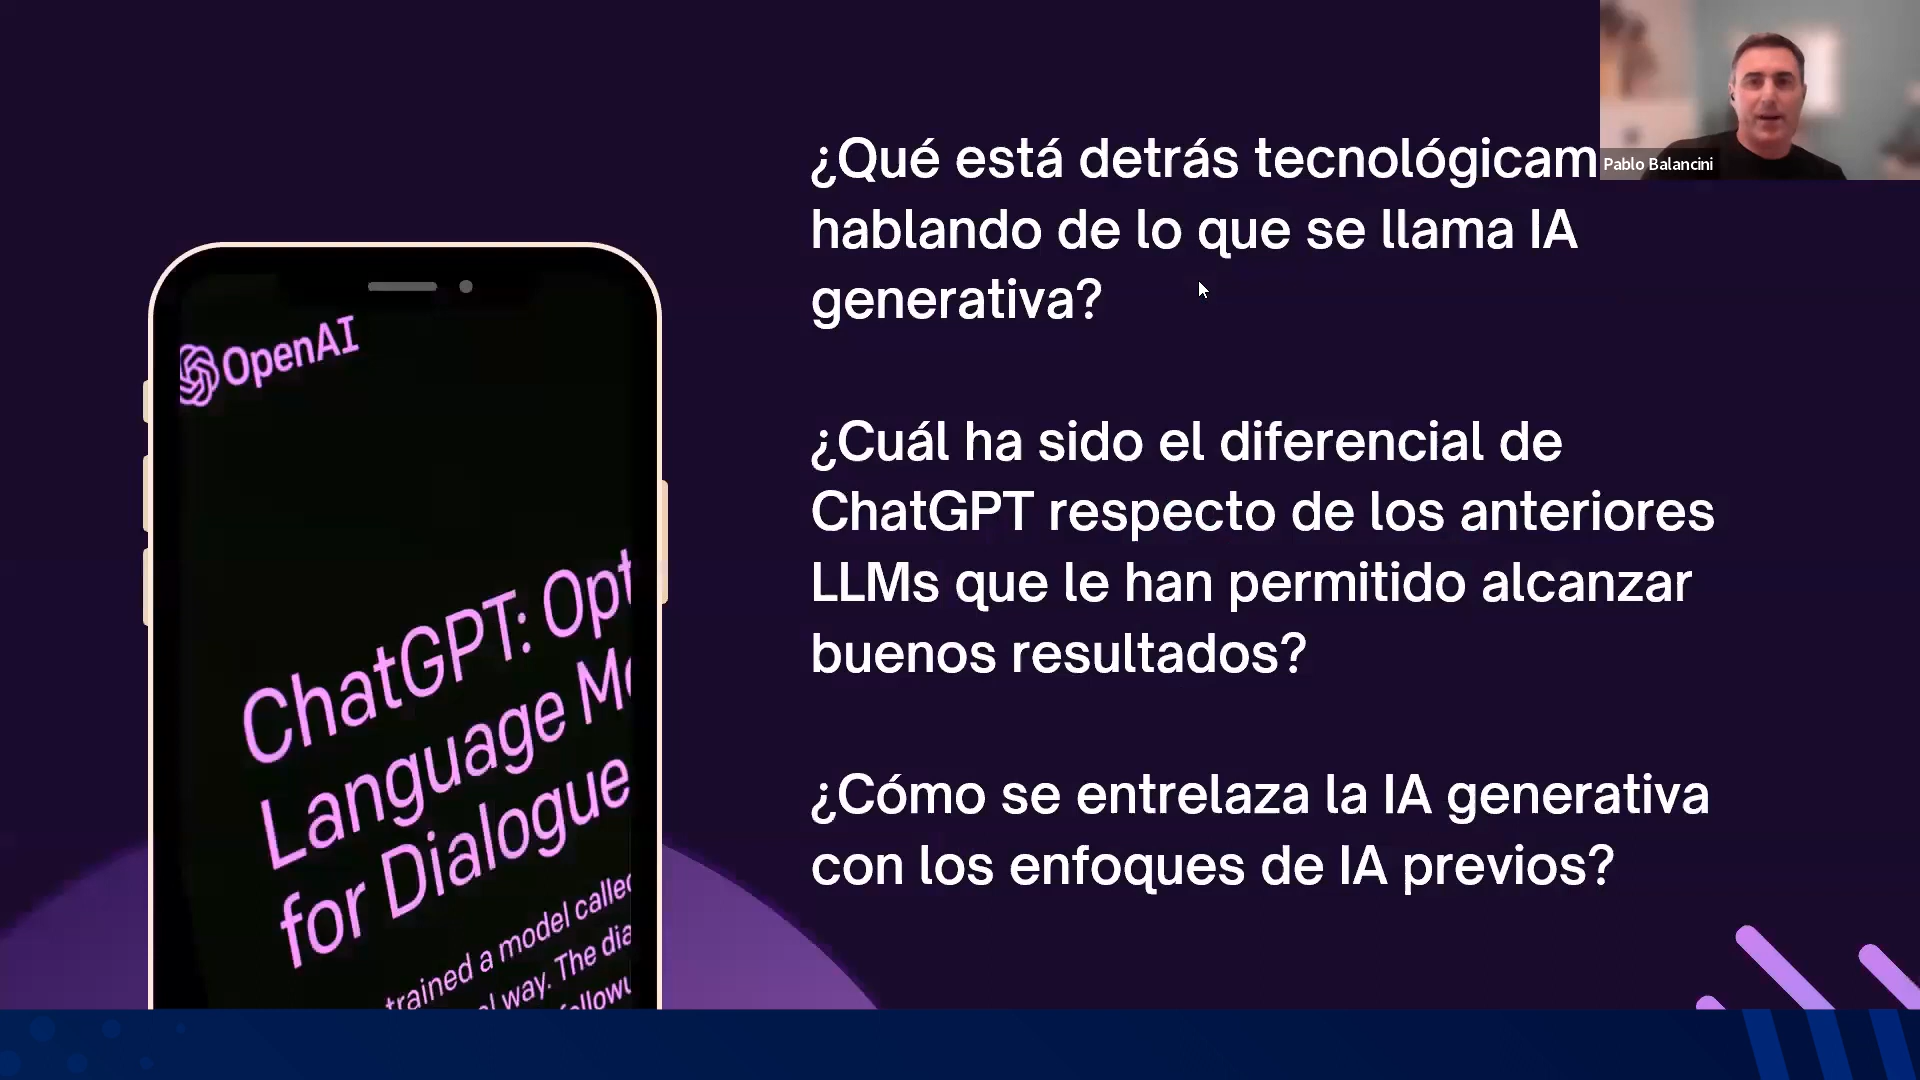 ¿Qué está detrás tecnológicam
hablando de lo que se llama IA
generativa?
¿Cuál ha sido el diferencial de
ChatGPT respecto de los anteriores
LLMs que le han permitido alcanzar
buenos resultados?
¿Cómo se entrelaza la IA generativa
con los enfoques de IA previos?
Pablo Balancini
OpenAI
ChatGPT: Opt
Language Mo
for Dialogue
trained a model called
al way. The dia
followu